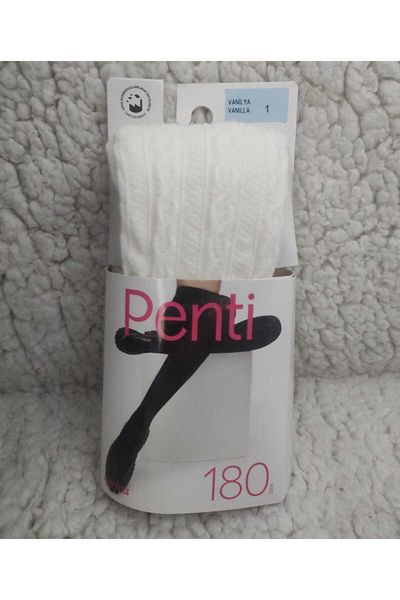 VANİLYA
VANILLA
1
Penti
180